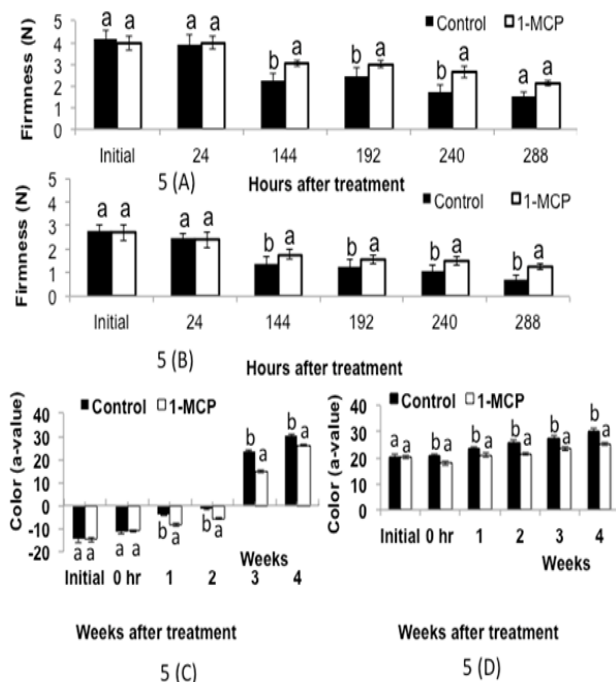 5
4
3
2
1
0
Firmness (N)
Control 1-MCP
a a a a b a b a b a a a
Initial 24 144 192 240 288
5 (A) Hours after treatment
5
4
3
2
1
0
Firmness (N)
Control 1-MCP
a a a a b a b a b a b a
Initial 24 144 192 240 288
5 (B) Hours after treatment
Color (a-value)
40
30
20
10
0
-10
-20
Control 1-MCP
a a a a b a b a b a b a
Weeks
Initial 0 hr 1 2 3 4
Weeks after treatment
5 (C)
Color (a-value)
40
30
20
10
0
Control 1-MCP
a a b a b a b a b a b a
Initial 0 hr 1 2 3 4
Weeks
Weeks after treatment
5 (D)